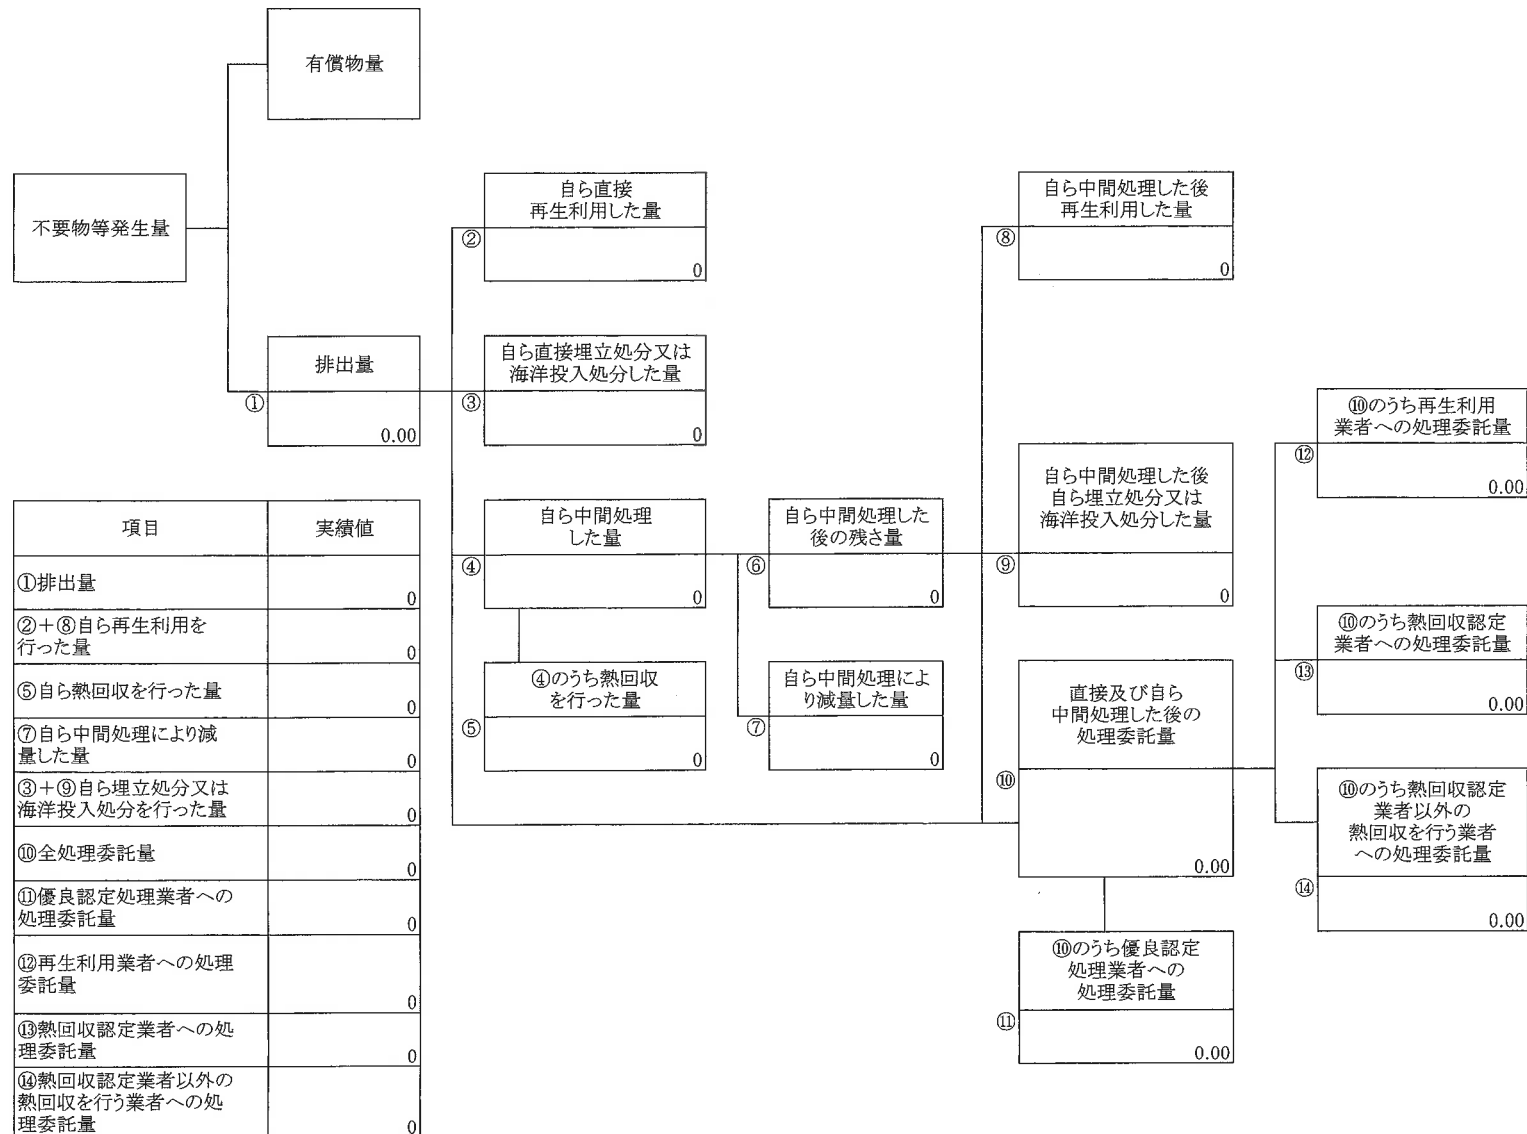 有償物量
不要物等発生量
排出量
①
0.00
自ら直接
再生利用した量
②
0
自ら直接埋立処分又は
海洋投入処分した量
③
0
自ら中間処理
した量
④
0
④のうち熱回収
を行った量
⑤
0
自ら中間処理した
後の残さ量
⑥
0
自ら中間処理によ
り減量した量
⑦
0
自ら中間処理した後
再生利用した量
⑧
0
自ら中間処理した後
自ら埋立処分又は
海洋投入処分した量
⑨
0
直接及び自ら
中間処理した後の
処理委託量
⑩
0.00
⑩のうち優良認定
処理業者への
処理委託量
⑪
0.00
⑩のうち再生利用
業者への処理委託量
⑫
0.00
⑩のうち熱回収認定
業者への処理委託量
⑬
0.00
⑩のうち熱回収認定
業者以外の
熱回収を行う業者
への処理委託量
⑭
0.00
項目 実績値
①排出量
0
②+⑧自ら再生利用を
行った量
0
⑤自ら熱回収を行った量
0
⑦自ら中間処理により減
量した量
0
③+⑨自ら埋立処分又は
海洋投入処分を行った量
0
⑩全処理委託量
0
⑪優良認定処理業者への
処理委託量
0
⑫再生利用業者への処理
委託量
0
⑬熱回収認定業者への処
理委託量
0
⑭熱回収認定業者以外の
熱回収を行う業者への処
理委託量
0